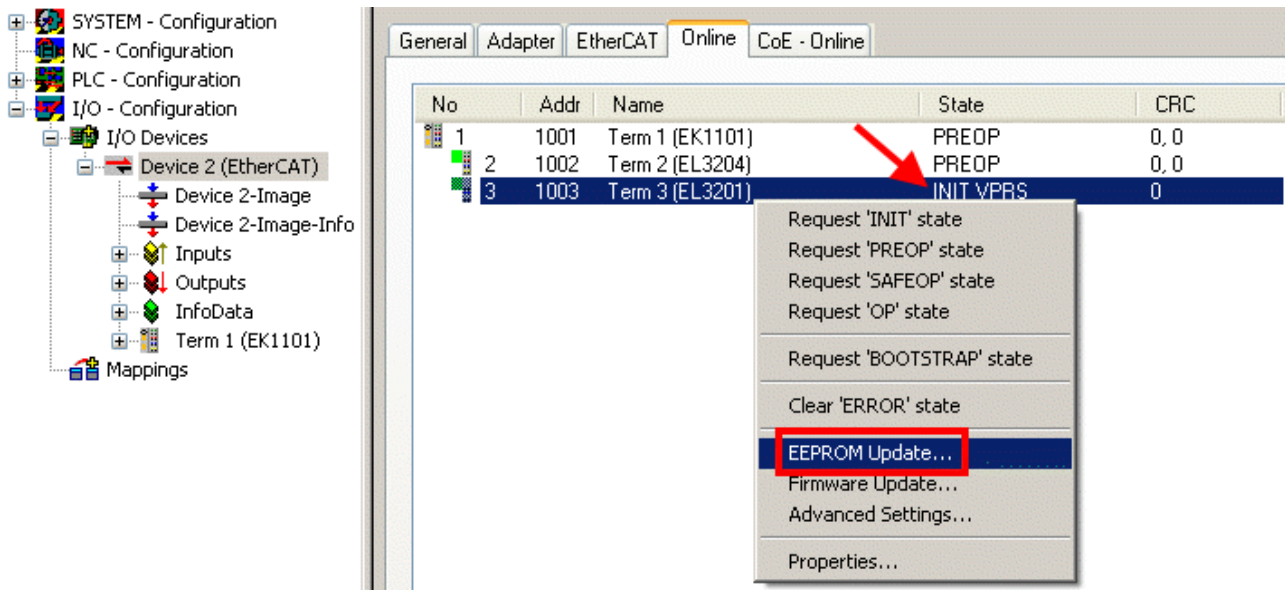 SYSTEM - Configuration
NC - Configuration
PLC - Configuration
I/O - Configuration
I/O Devices
Device 2 (EtherCAT)
Device 2-Image
Device 2-Image-Info
Inputs
Outputs
InfoData
Term 1 (EK1101)
Mappings
General Adapter EtherCAT Online CoE - Online
No Addr Name State CRC
1 1001 Term 1 (EK1101) PREOP 0, 0
2 1002 Term 2 (EL3204) PREOP 0, 0
3 1003 Term 3 (EL3201) INIT VPRS 0
Request 'INIT' state
Request 'PREOP' state
Request 'SAFEOP' state
Request 'OP' state
Request 'BOOTSTRAP' state
Clear 'ERROR' state
EEPROM Update...
Firmware Update...
Advanced Settings...
Properties...